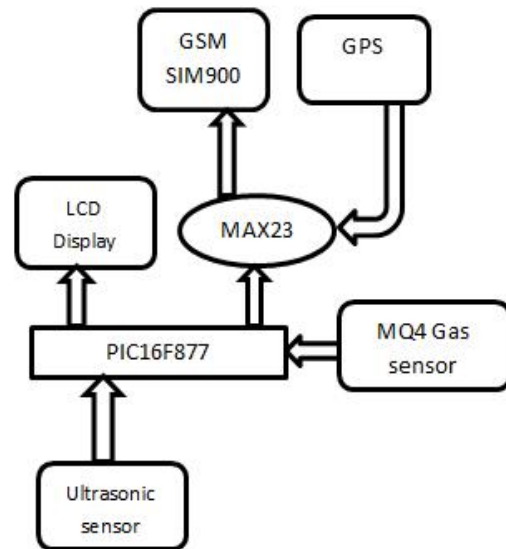 GSM
SIM900
GPS
LCD
Display
MAX23
PIC16F877
MQ4 Gas
sensor
Ultrasonic
sensor